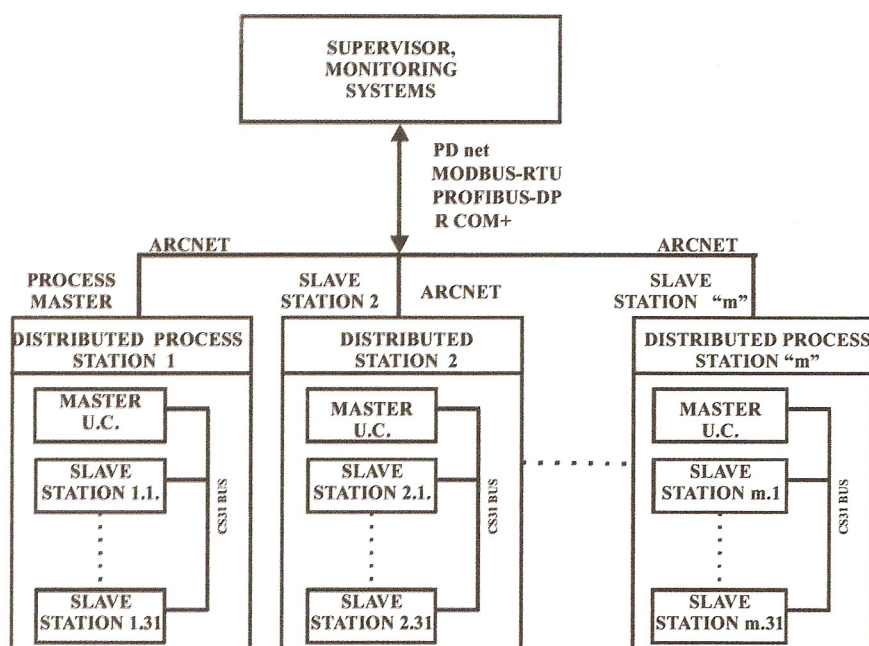 SUPERVISOR,
MONITORING
SYSTEMS
PD net
MODBUS-RTU
PROFIBUS-DP
R COM+
ARCNET
ARCNET
PROCESS
MASTER
SLAVE
STATION 2
ARCNET
SLAVE
STATION "m"
DISTRIBUTED PROCESS
STATION 1
DISTRIBUTED
STATION 2
DISTRIBUTED PROCESS
STATION "m"
MASTER
U.C.
SLAVE
STATION 1.1.
SLAVE
STATION 1.31
CS31 BUS
MASTER
U.C.
SLAVE
STATION 2.1.
SLAVE
STATION 2.31
CS31 BUS
MASTER
U.C.
SLAVE
STATION m.1
SLAVE
STATION m.31
CS31 BUS